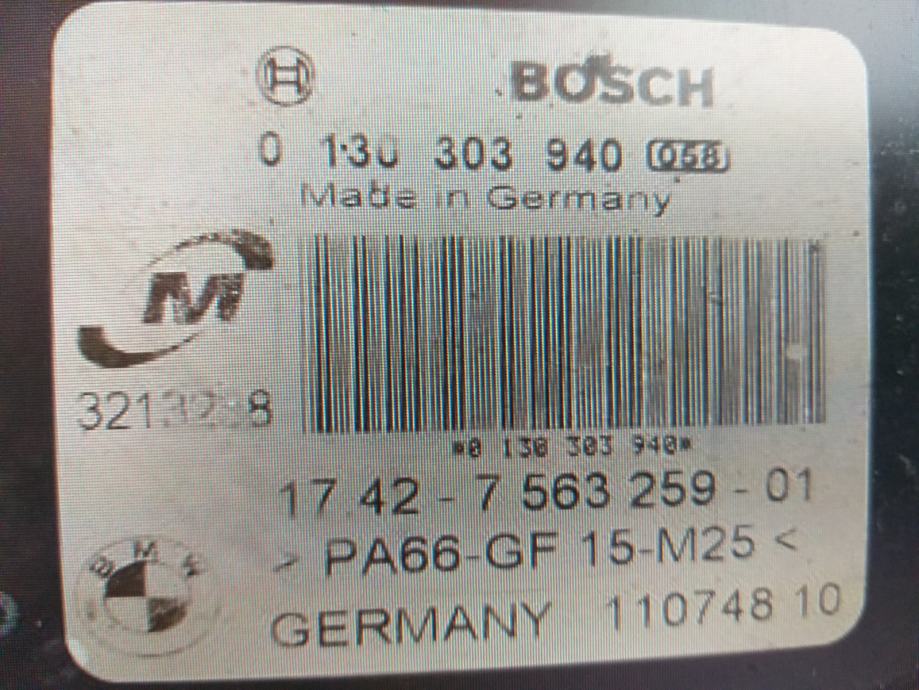 BOSCH
0 130 303 940 058
Made in Germany
M
*0 130 303 940*
17 42 - 7 563 259 - 01
> PA66-GF 15-M25 <
BMW
GERMANY 110748 10